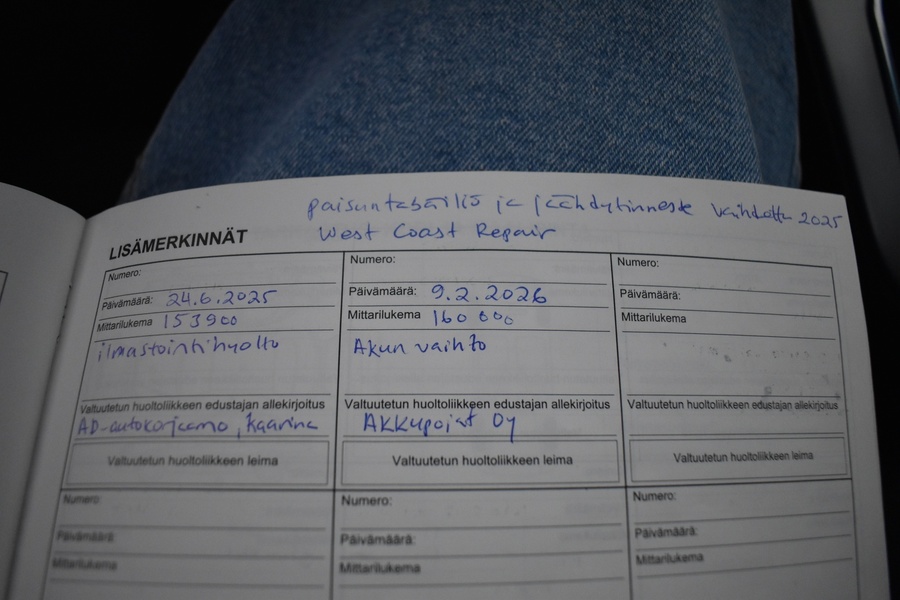 paisuntasäiliö ja jäähdytinneste vaihdettu 2025
West Coast Repair
LISÄMERKINNÄT
Numero:
Päivämäärä: 24.6.2025
Mittarilukema 153900
ilmastointihuolto
Valtuutetun huoltoliikkeen edustajan allekirjoitus
AD-autokorjaamo, Kaarina
Valtuutetun huoltoliikkeen leima
Numero:
Päivämäärä: 9.2.2026
Mittarilukema 160 000
Akun vaihto
Valtuutetun huoltoliikkeen edustajan allekirjoitus
AKKUpoint Oy
Valtuutetun huoltoliikkeen leima
Numero:
Päivämäärä:
Mittarilukema
Valtuutetun huoltoliikkeen edustajan allekirjoitus
Valtuutetun huoltoliikkeen leima
Numero:
Päivämäärä:
Mittarilukema
Numero:
Päivämäärä:
Mittarilukema
Numero:
Päivämäärä:
Mittarilukema